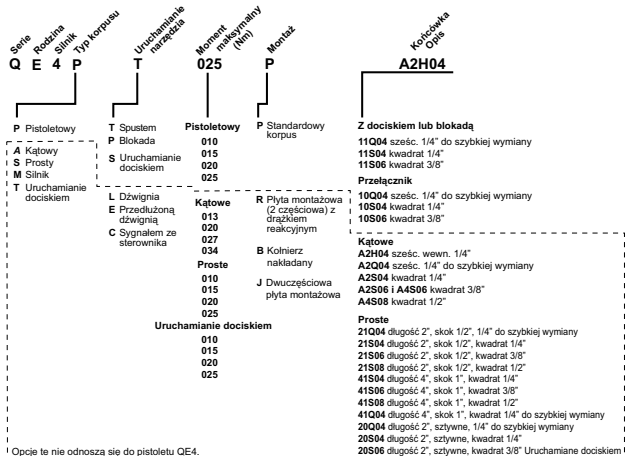 Serie
Rodzina
Silnik
Typ korpusu
Uruchamianie narzędzia
Moment maksymalny (Nm)
Montaż
Końcówka Opis
Q E 4 P T 025 P A2H04
P Pistoletowy
A Kątowy
S Prosty
M Silnik
T Uruchamianie
dociskiem
T Spustem
P Blokada
S Uruchamianie
dociskiem
L Dźwignia
E Przedłużoną
dźwignią
C Sygnałem ze
sterownika
Pistoletowy
010
015
020
025
Kątowe
013
020
027
034
Proste
010
015
020
025
Uruchamianie dociskiem
010
015
020
025
P Standardowy
korpus
R Płyta montażowa
(2 częściowa) z
drążkiem
reakcyjnym
B Kołnierz
nakładany
J Dwuczęściowa
płyta montażowa
Z dociskiem lub blokadą
11Q04 sześc. 1/4” do szybkiej wymiany
11S04 kwadrat 1/4”
11S06 kwadrat 3/8”
Przełącznik
10Q04 sześc. 1/4” do szybkiej wymiany
10S04 kwadrat 1/4”
10S06 kwadrat 3/8”
Kątowe
A2H04 sześc. wewn. 1/4”
A2Q04 sześc. 1/4” do szybkiej wymiany
A2S04 kwadrat 1/4”
A2S06 i A4S06 kwadrat 3/8”
A4S08 kwadrat 1/2”
Proste
21Q04 długość 2”, skok 1/2”, 1/4” do szybkiej wymiany
21S04 długość 2”, skok 1/2”, kwadrat 1/4”
21S06 długość 2”, skok 1/2”, kwadrat 3/8”
21S08 długość 2”, skok 1/2”, kwadrat 1/2”
41S04 długość 4”, skok 1”, kwadrat 1/4”
41S06 długość 4”, skok 1”, kwadrat 3/8”
41S08 długość 4”, skok 1”, kwadrat 1/2”
41Q04 długość 4”, skok 1”, kwadrat 1/4” do szybkiej wymiany
20Q04 długość 2”, sztywne, 1/4” do szybkiej wymiany
20S04 długość 2”, sztywne, kwadrat 1/4”
20S06 długość 2”, sztywne, kwadrat 3/8” Uruchamiane dociskiem
Opcje te nie odnoszą się do pistoletu QE4.